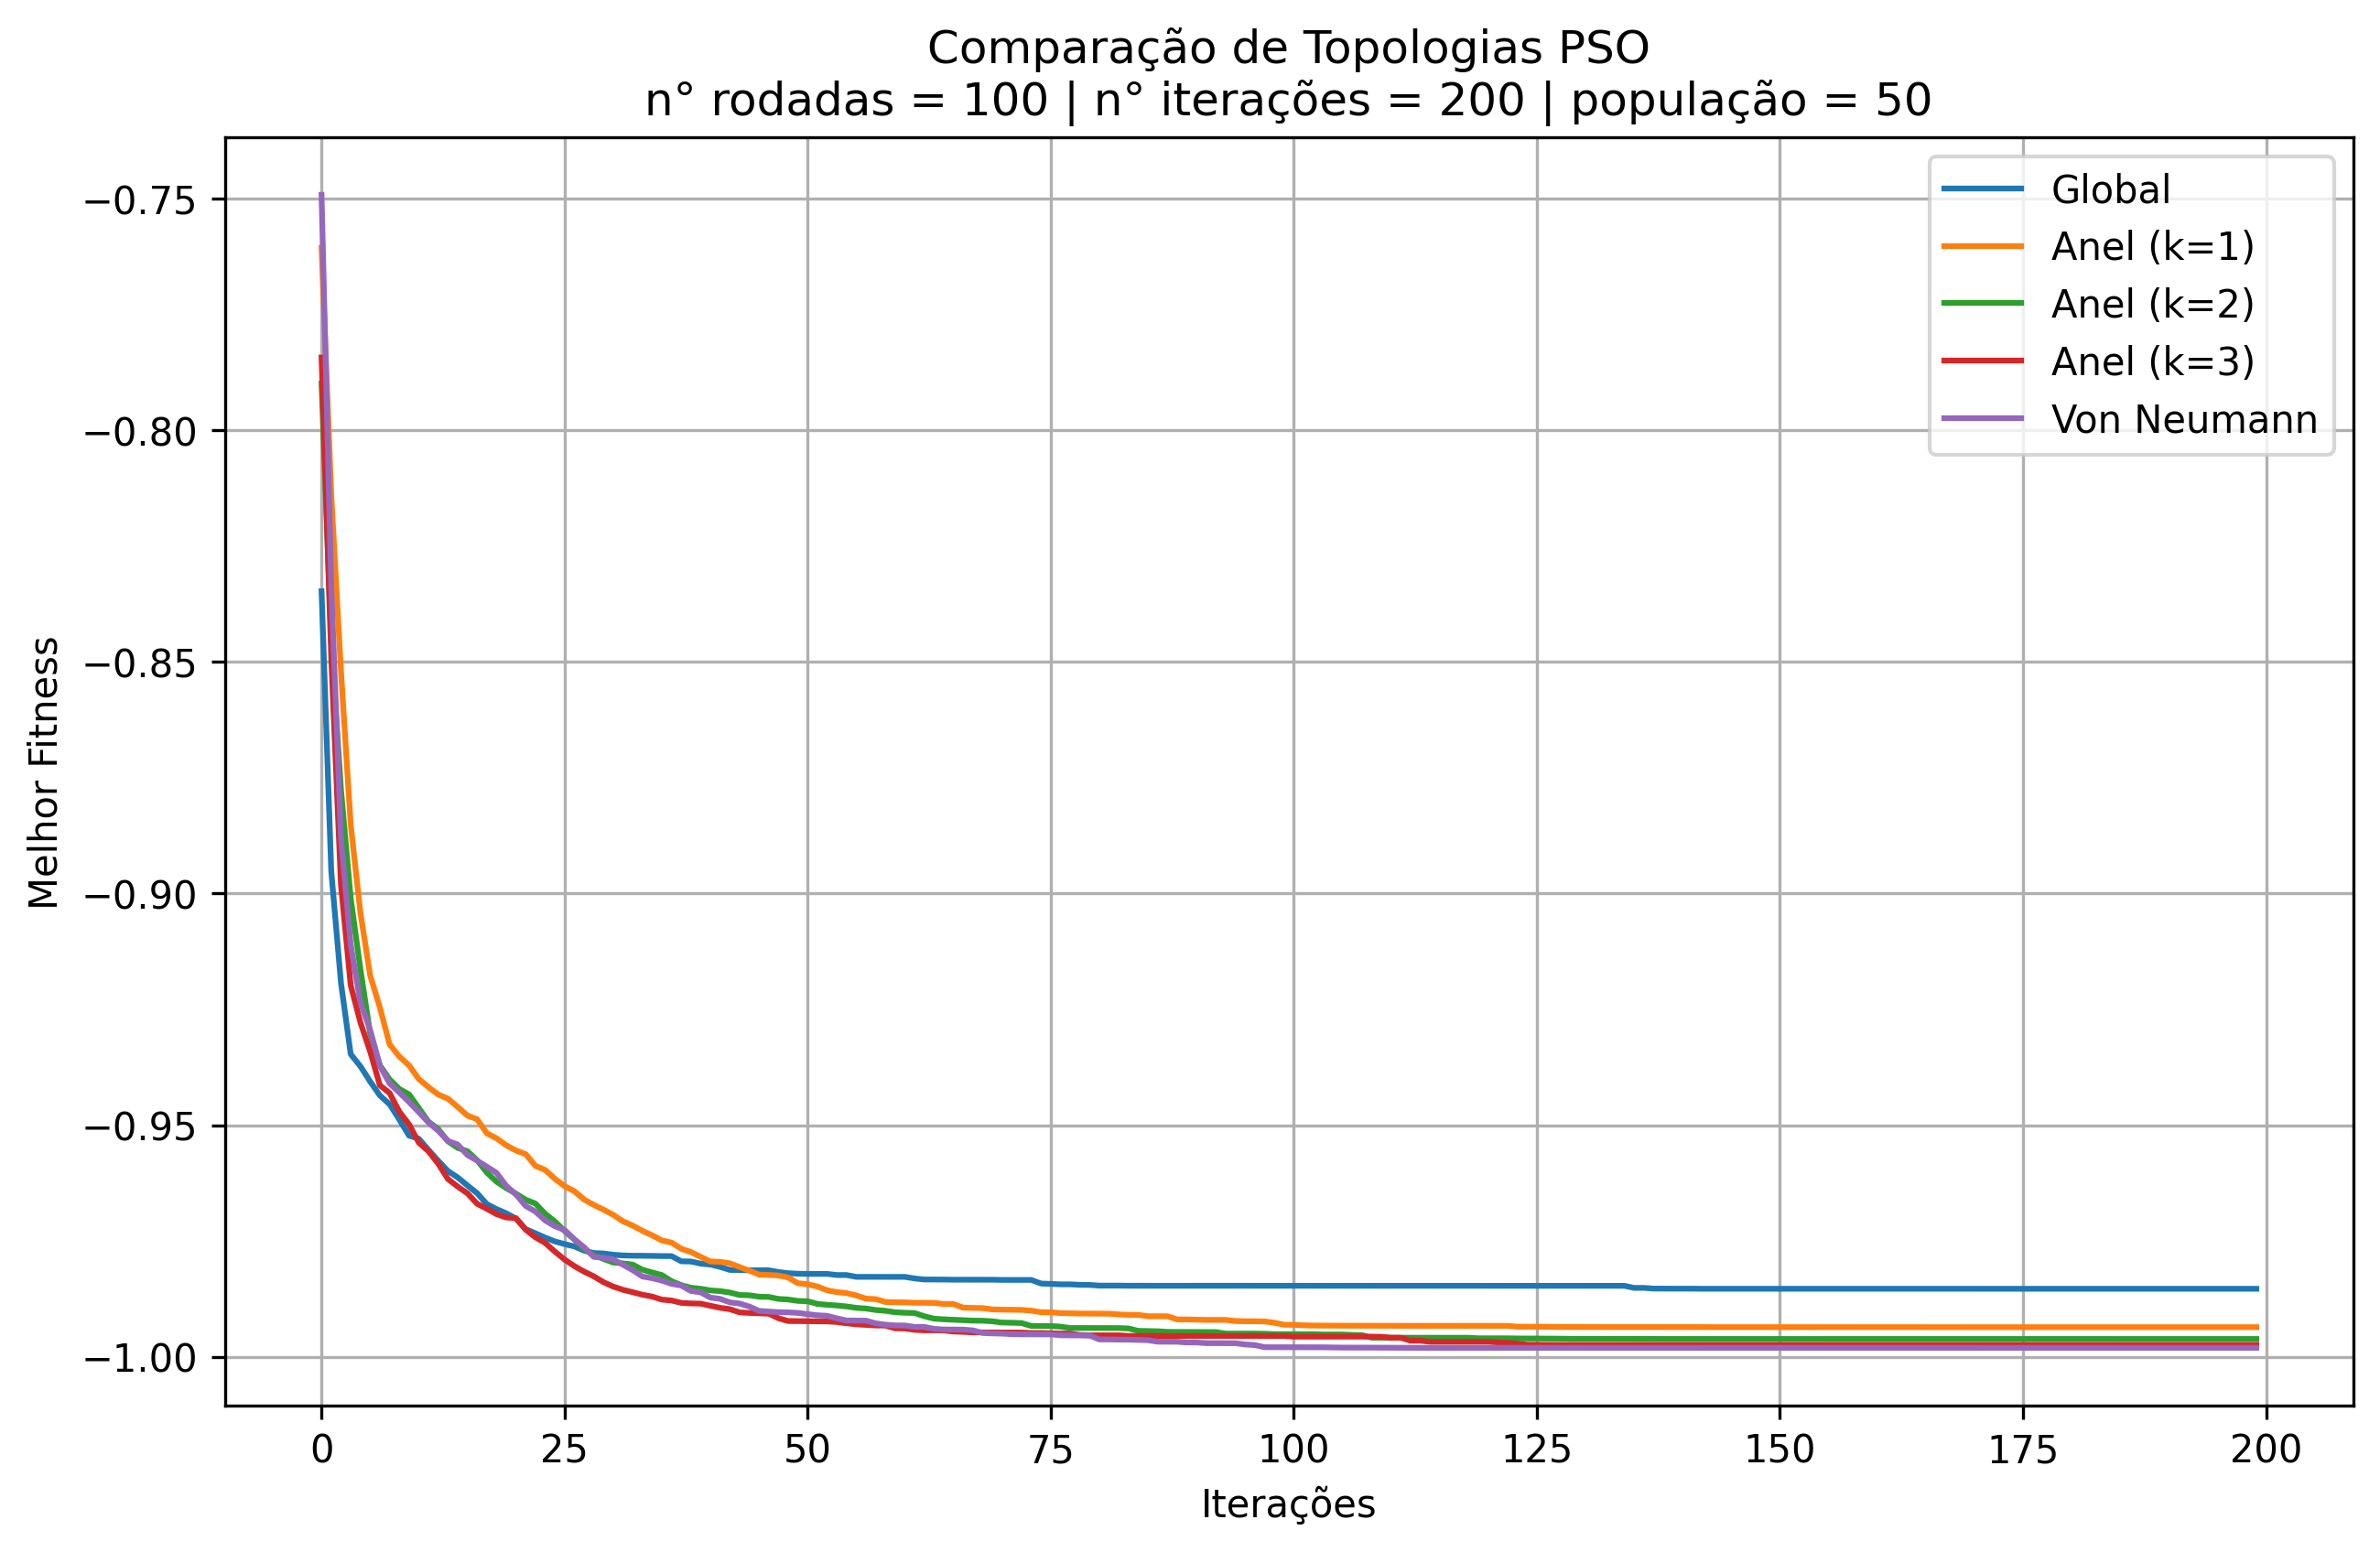 Comparação de Topologias PSO
n° rodadas = 100 | n° iterações = 200 | população = 50
Melhor Fitness
−0.75
−0.80
−0.85
−0.90
−0.95
−1.00
Global
Anel (k=1)
Anel (k=2)
Anel (k=3)
Von Neumann
0 25 50 75 100 125 150 175 200
Iterações